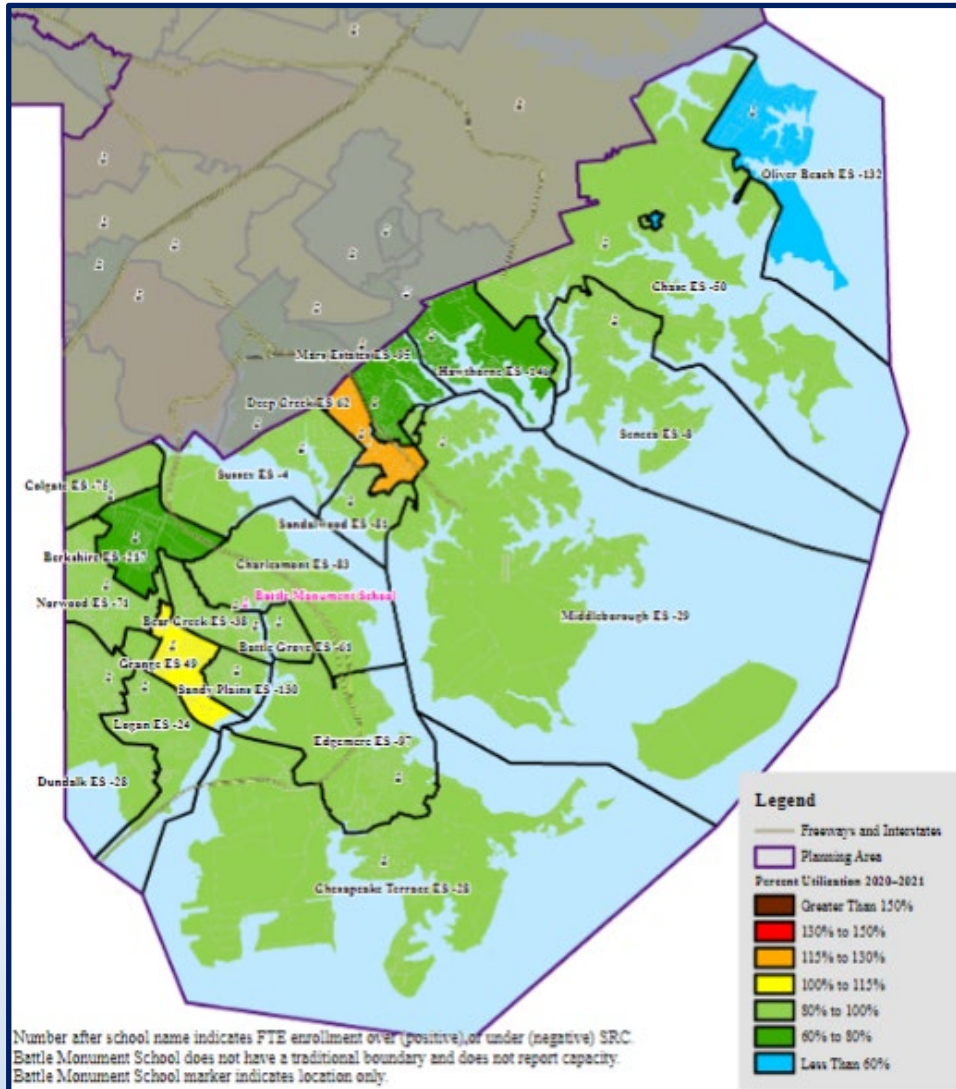 Oliver Beach ES -132
Chase ES -50
Mars Estates ES -95
Hawthorne ES -146
Deep Creek ES 62
Seneca ES -8
Sussex ES -4
Colgate ES -75
Sandalwood ES -81
Berkshire ES
Charlesmont ES -83
Norwood ES -71
Battle Monument School
Middleborough ES -29
Bear Creek ES -38
Battle Grove ES -61
Grange ES 49
Sandy Plains ES -130
Logan ES -24
Edgemere ES -97
Dundalk ES -28
Chesapeake Terrace ES -28
Legend
Freeways and Interstates
Planning Area
Percent Utilization 2020-2021
Greater Than 150%
130% to 150%
115% to 130%
100% to 115%
80% to 100%
60% to 80%
Less Than 60%
Number after school name indicates FTE enrollment over (positive),or under (negative) SRC.
Battle Monument School does not have a traditional boundary and does not report capacity.
Battle Monument School marker indicates location only.